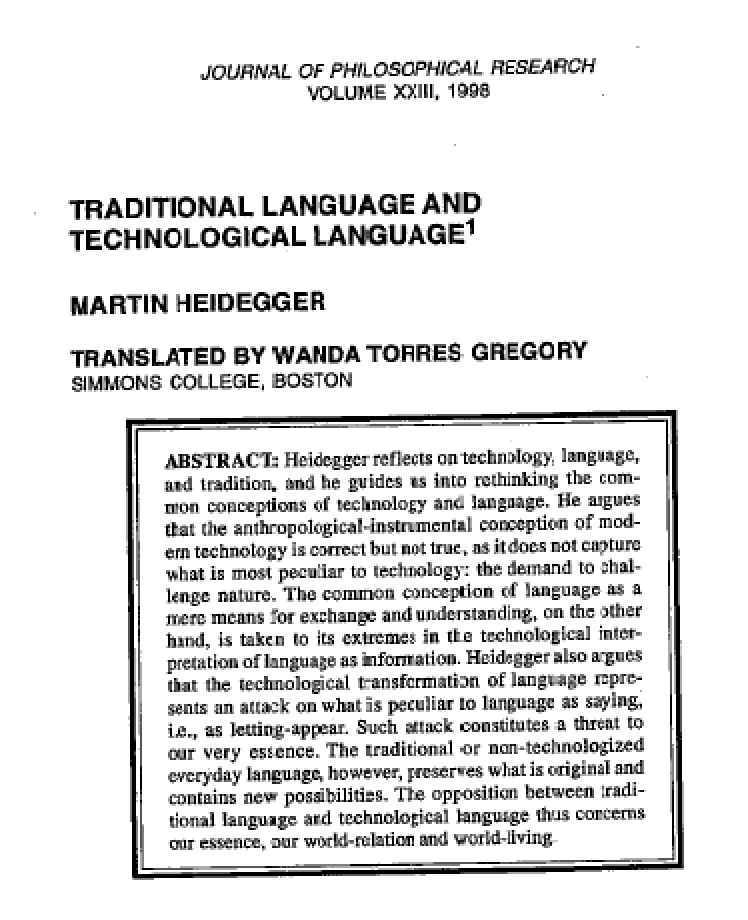 JOURNAL OF PHILOSOPHICAL RESEARCH
VOLUME XXIII, 1998
TRADITIONAL LANGUAGE AND
TECHNOLOGICAL LANGUAGE¹
MARTIN HEIDEGGER
TRANSLATED BY WANDA TORRES GREGORY
SIMMONS COLLEGE, BOSTON
ABSTRACT: Heidegger reflects on technology, language,
and tradition, and he guides us into rethinking the com-
mon conceptions of technology and language. He argues
that the anthropological-instrumental conception of mod-
ern technology is correct but not true, as it does not capture
what is most peculiar to technology: the demand to chal-
lenge nature. The common conception of language as a
mere means for exchange and understanding, on the other
hand, is taken to its extremes in the technological inter-
pretation of language as information. Heidegger also argues
that the technological transformation of language repre-
sents an attack on what is peculiar to language as saying,
i.e., as letting-appear. Such attack constitutes a threat to
our very essence. The traditional or non-technologized
everyday language, however, preserves what is original and
contains new possibilities. The opposition between tradi-
tional language and technological language thus concerns
our essence, our world-relation and world-living.